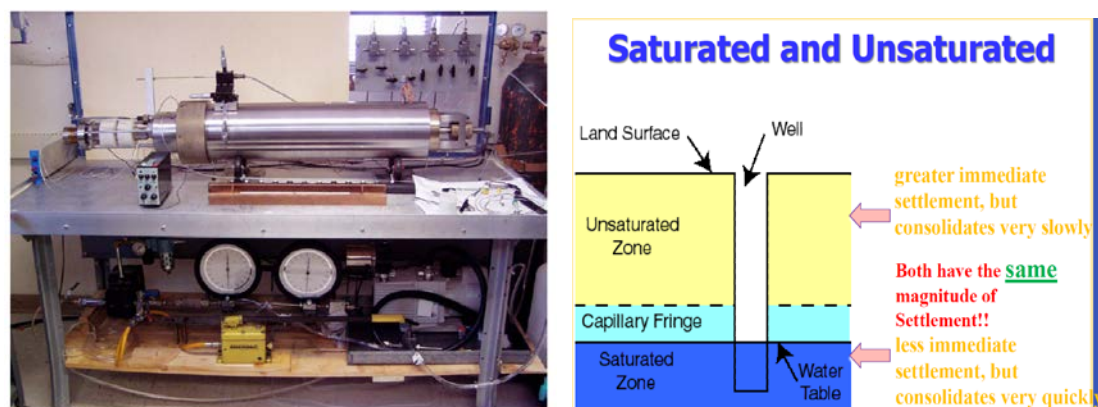 Saturated and Unsaturated
Land Surface
Well
Unsaturated
Zone
greater immediate
settlement, but
consolidates very slowly
Both have the same
magnitude of
Settlement!!
Capillary Fringe
Saturated
Zone
Water
Table
less immediate
settlement, but
consolidates very quickly